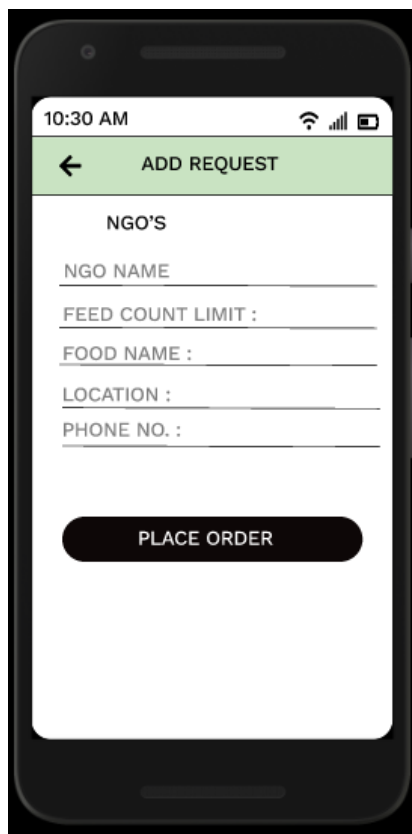 10:30 AM
ADD REQUEST
NGO'S
NGO NAME
FEED COUNT LIMIT :
FOOD NAME :
LOCATION :
PHONE NO. :
PLACE ORDER